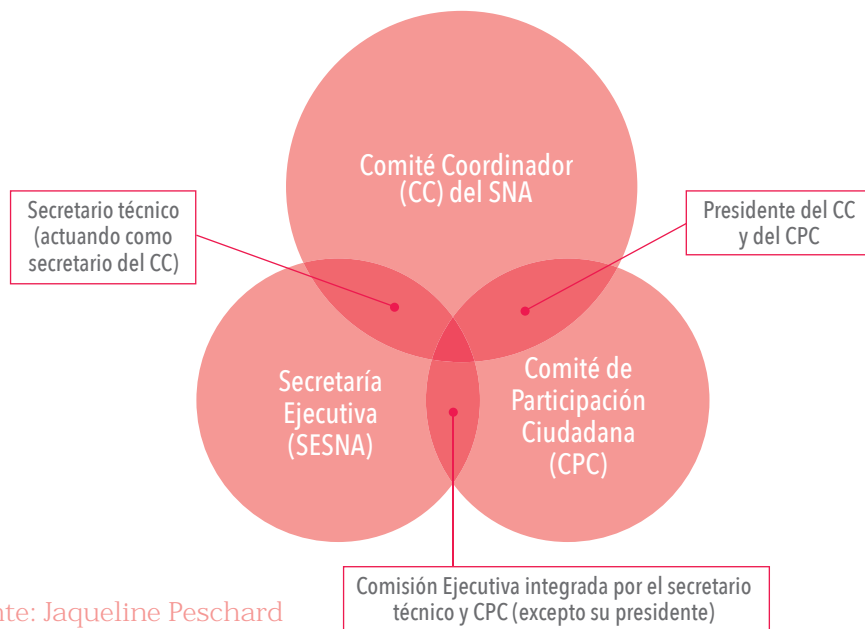 Comité Coordinador
(CC) del SNA
Secretario técnico
(actuando como
secretario del CC)
Presidente del CC
y del CPC
Secretaría
Ejecutiva
(SESNA)
Comité de
Participación
Ciudadana
(CPC)
Comisión Ejecutiva integrada por el secretario
técnico y CPC (excepto su presidente)
nte: Jaqueline Peschard